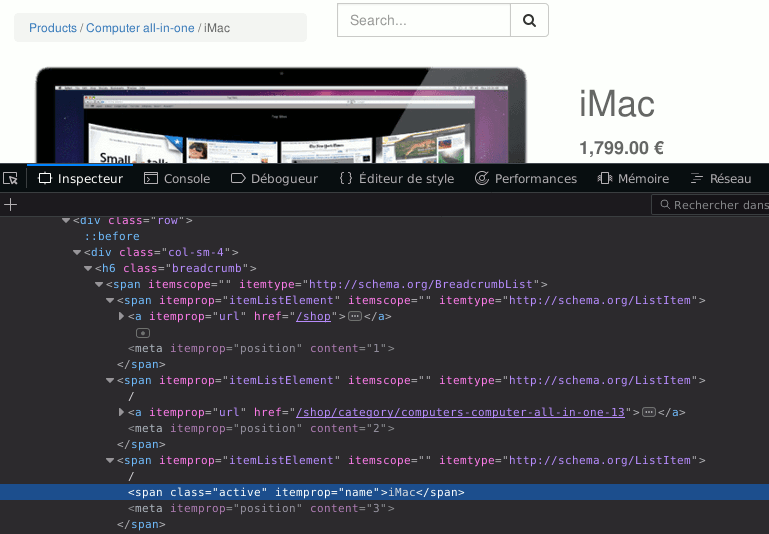 Products / Computer all-in-one / iMac
Search...
iMac
1,799.00 €
Inspecteur
Console
Débogueur
{} Éditeur de style
Performances
Mémoire
Réseau
+
Rechercher dans
<div class="row">
::before
<div class="col-sm-4">
<h6 class="breadcrumb">
<span itemscope="" itemtype="http://schema.org/BreadcrumbList">
<span itemprop="itemListElement" itemscope="" itemtype="http://schema.org/ListItem">
<a itemprop="url" href="/shop"></a>
<meta itemprop="position" content="1">
</span>
<span itemprop="itemListElement" itemscope="" itemtype="http://schema.org/ListItem">
/
<a itemprop="url" href="/shop/category/computers-computer-all-in-one-13"></a>
<meta itemprop="position" content="2">
</span>
<span itemprop="itemListElement" itemscope="" itemtype="http://schema.org/ListItem">
/
<span class="active" itemprop="name">iMac</span>
<meta itemprop="position" content="3">
</span>